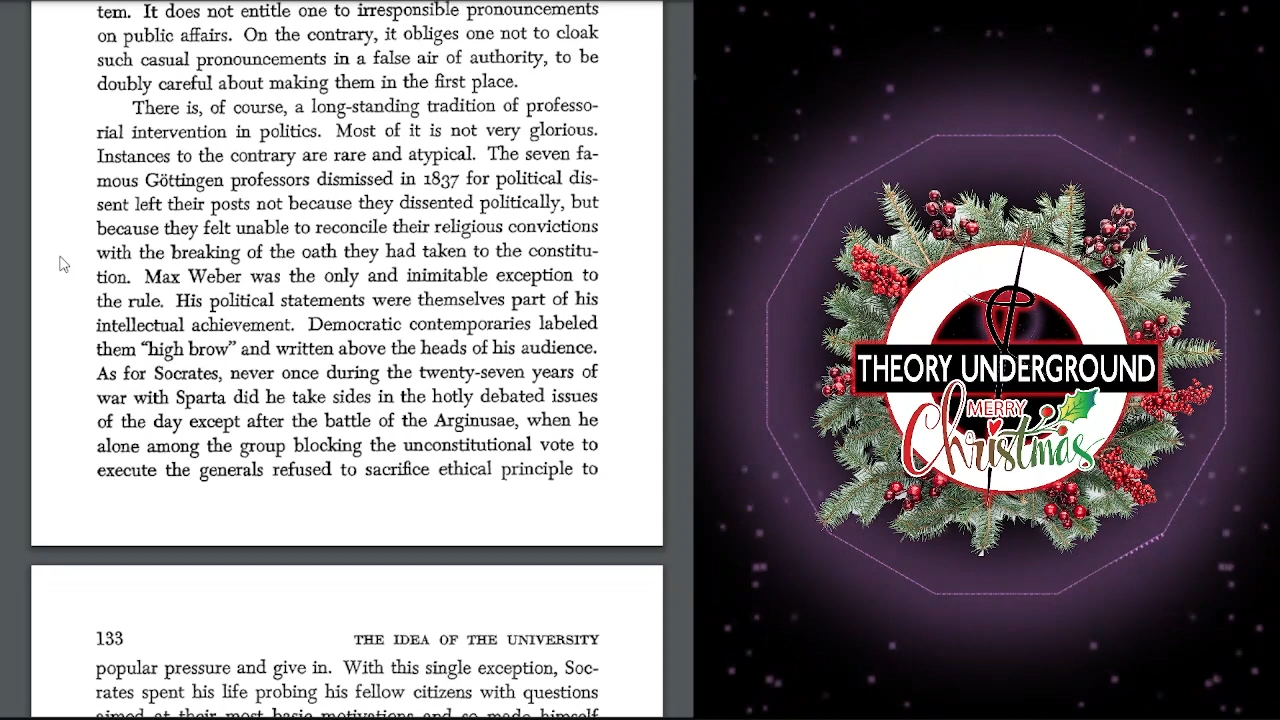 tem. It does not entitle one to irresponsible pronouncements
on public affairs. On the contrary, it obliges one not to cloak
such casual pronouncements in a false air of authority, to be
doubly careful about making them in the first place.
There is, of course, a long-standing tradition of professo-
rial intervention in politics. Most of it is not very glorious.
Instances to the contrary are rare and atypical. The seven fa-
mous Göttingen professors dismissed in 1837 for political dis-
sent left their posts not because they dissented politically, but
because they felt unable to reconcile their religious convictions
with the breaking of the oath they had taken to the constitu-
tion. Max Weber was the only and inimitable exception to
the rule. His political statements were themselves part of his
intellectual achievement. Democratic contemporaries labeled
them "high brow" and written above the heads of his audience.
As for Socrates, never once during the twenty-seven years of
war with Sparta did he take sides in the hotly debated issues
of the day except after the battle of the Arginusae, when he
alone among the group blocking the unconstitutional vote to
execute the generals refused to sacrifice ethical principle to
133 THE IDEA OF THE UNIVERSITY
popular pressure and give in. With this single exception, Soc-
rates spent his life probing his fellow citizens with questions
aimed at their most basic motivations and so made himself
THEORY UNDERGROUND
MERRY
Christmas